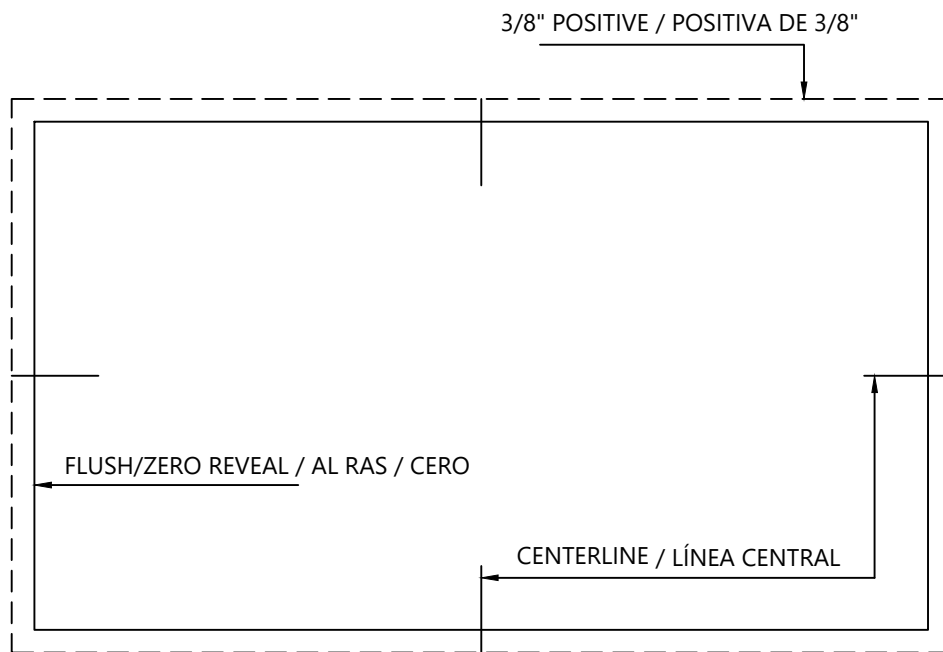 3/8" POSITIVE / POSITIVA DE 3/8"
FLUSH/ZERO REVEAL / AL RAS / CERO
CENTERLINE / LÍNEA CENTRAL